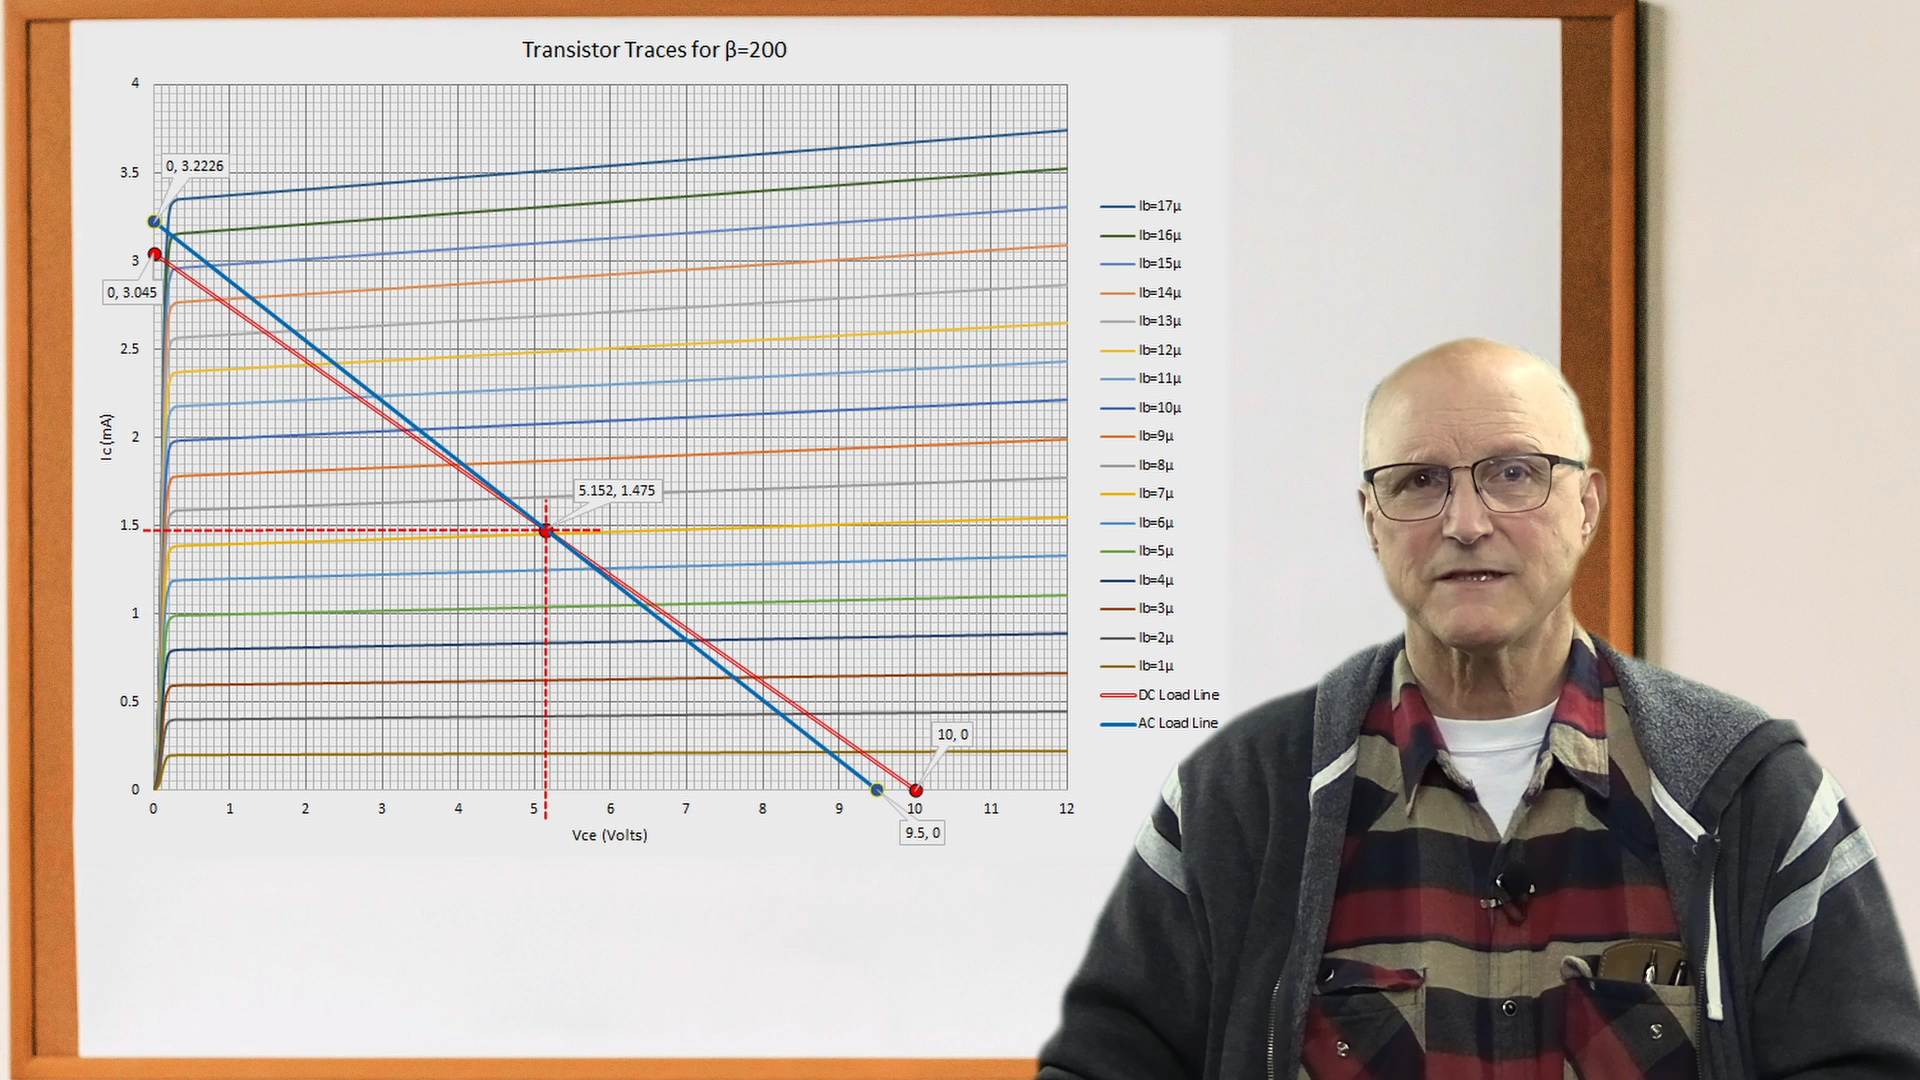 Transistor Traces for β=200
4
3.5
3
2.5
2
1.5
1
0.5
0
Ic(mA)
0, 3.2226
0, 3.045
5.152, 1.475
10, 0
9.5, 0
0 1 2 3 4 5 6 7 8 9 10 11 12
Vce (Volts)
Ib=17μ
Ib=16μ
Ib=15μ
Ib=14μ
Ib=13μ
Ib=12μ
Ib=11μ
Ib=10μ
Ib=9μ
Ib=8μ
Ib=7μ
Ib=6μ
Ib=5μ
Ib=4μ
Ib=3μ
Ib=2μ
Ib=1μ
DC Load Line
AC Load Line